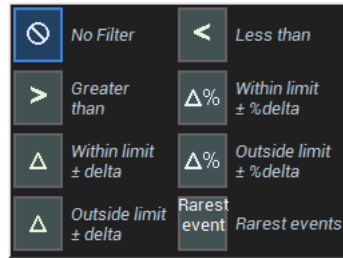 No Filter
< Less than
> Greater
than
Δ% Within limit
± %delta
Δ Within limit
± delta
Δ% Outside limit
± %delta
Δ Outside limit
± delta
Rarest
event
Rarest events